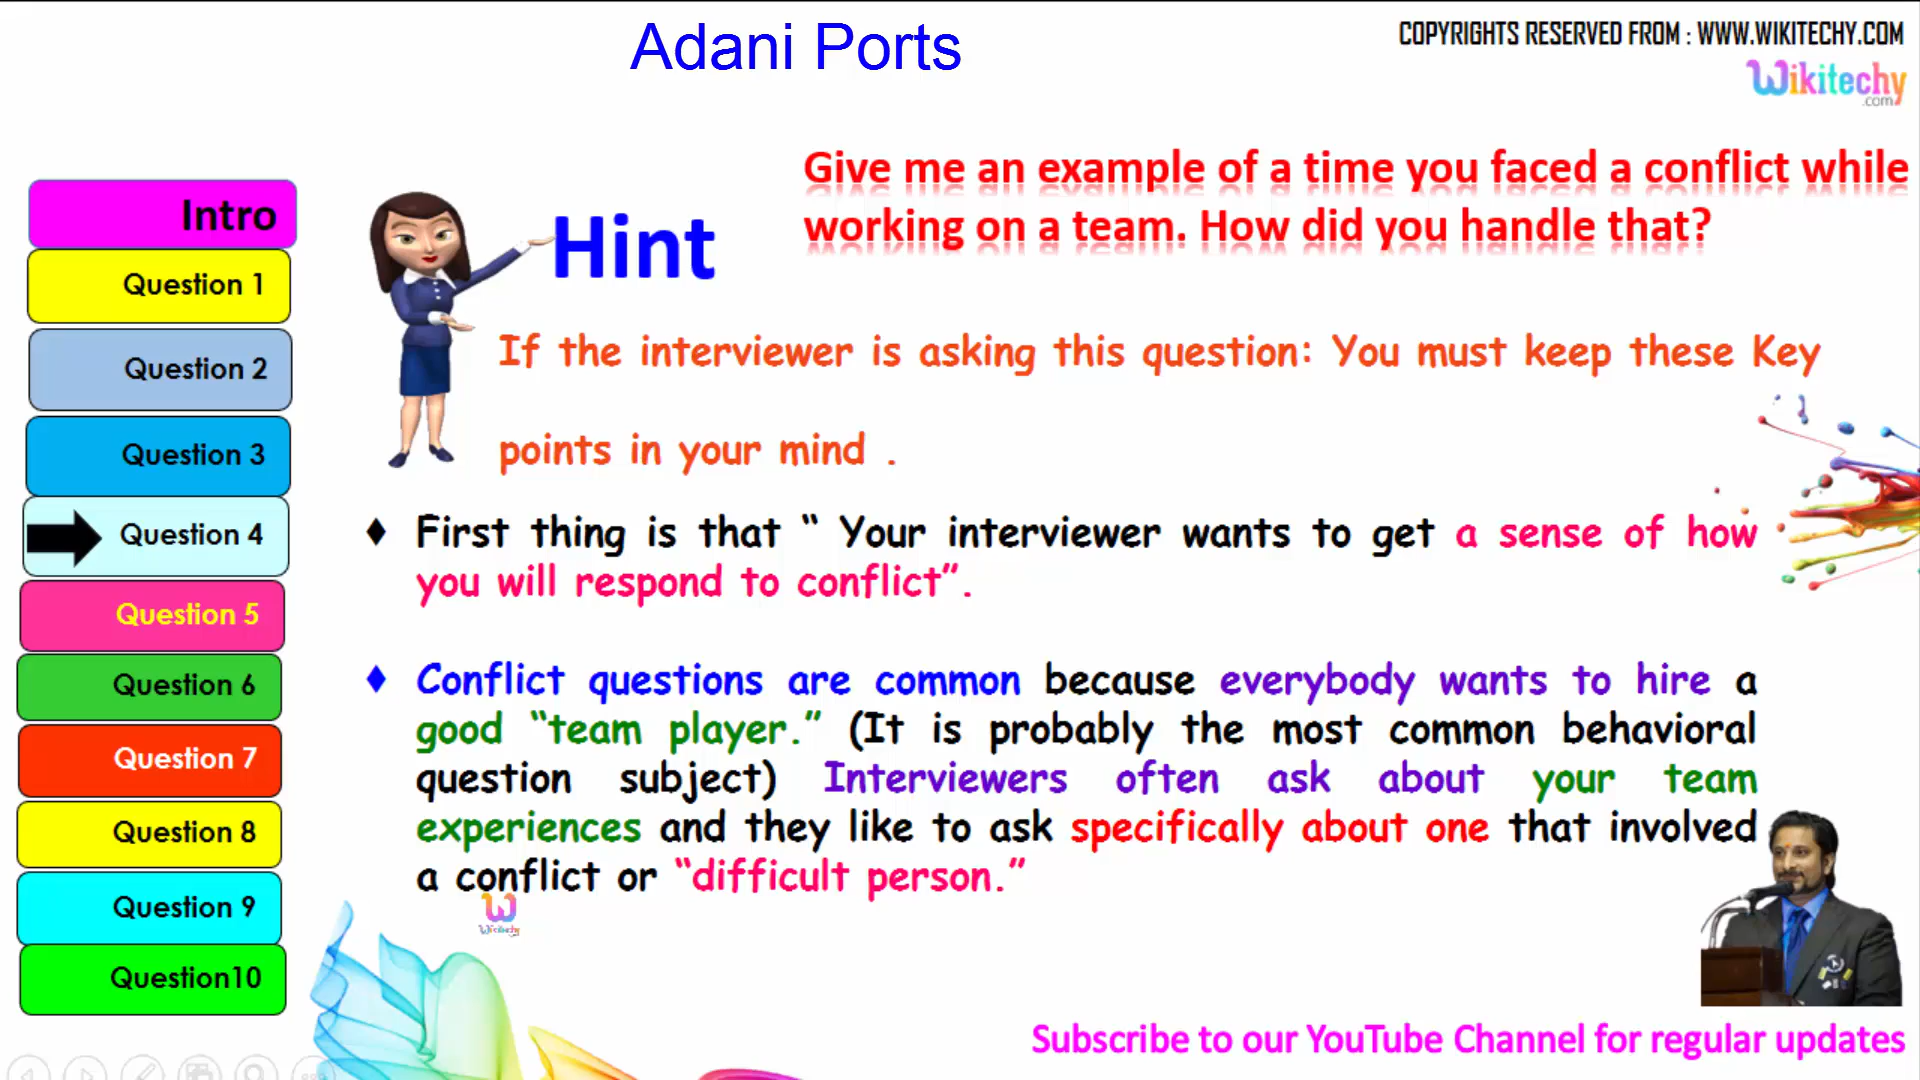 Adani Ports
COPYRIGHTS RESERVED FROM : WWW.WIKITECHY.COM
Wikitechy
.com
Give me an example of a time you faced a conflict while
working on a team. How did you handle that?
Hint
Intro
Question 1
Question 2
Question 3
Question 4
Question 5
Question 6
Question 7
Question 8
Question 9
Question10
If the interviewer is asking this question: You must keep these Key
points in your mind .
♦ First thing is that “ Your interviewer wants to get a sense of how
you will respond to conflict”.
♦ Conflict questions are common because everybody wants to hire a
good “team player.” (It is probably the most common behavioral
question subject) Interviewers often ask about your team
experiences and they like to ask specifically about one that involved
a conflict or “difficult person.”
W
Wikitechy
Subscribe to our YouTube Channel for regular updates